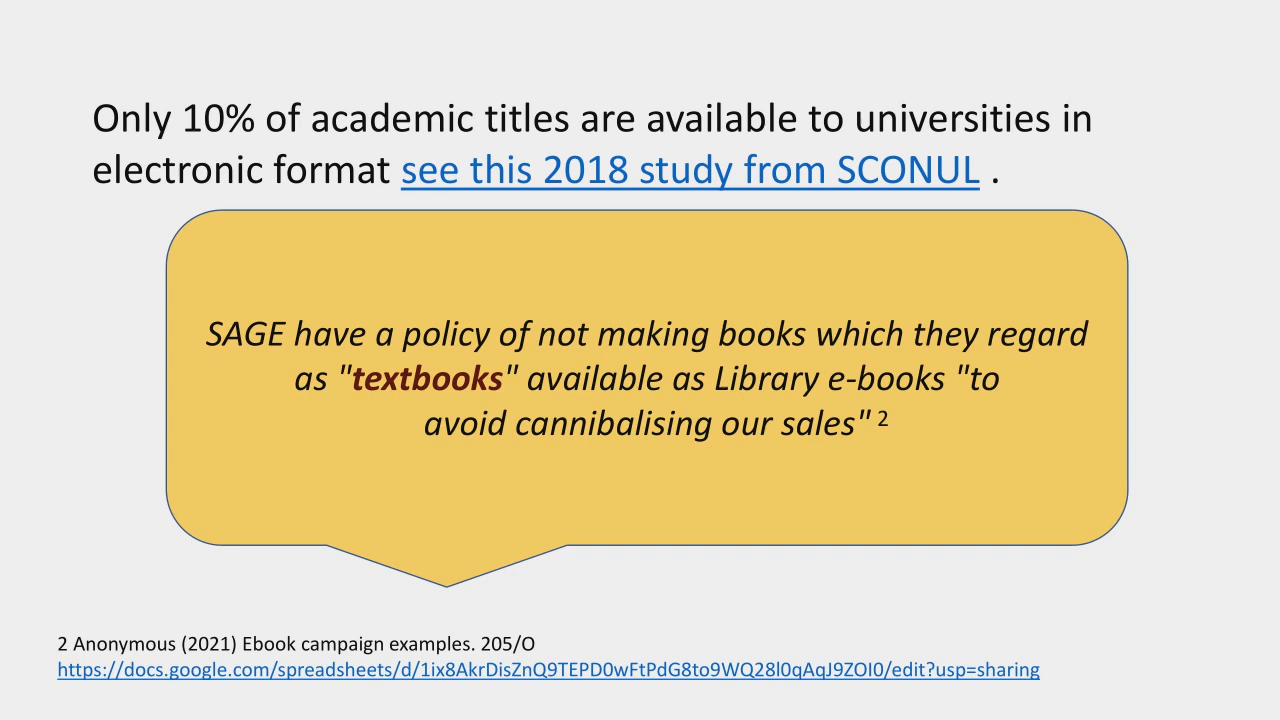 Only 10% of academic titles are available to universities in
electronic format see this 2018 study from SCONUL .
SAGE have a policy of not making books which they regard
as "textbooks" available as Library e-books "to
avoid cannibalising our sales" 2
2 Anonymous (2021) Ebook campaign examples. 205/O
https://docs.google.com/spreadsheets/d/1ix8AkrDisZnQ9TEPD0wFtPdG8to9WQ28l0qAqJ9ZOI0/edit?usp=sharing